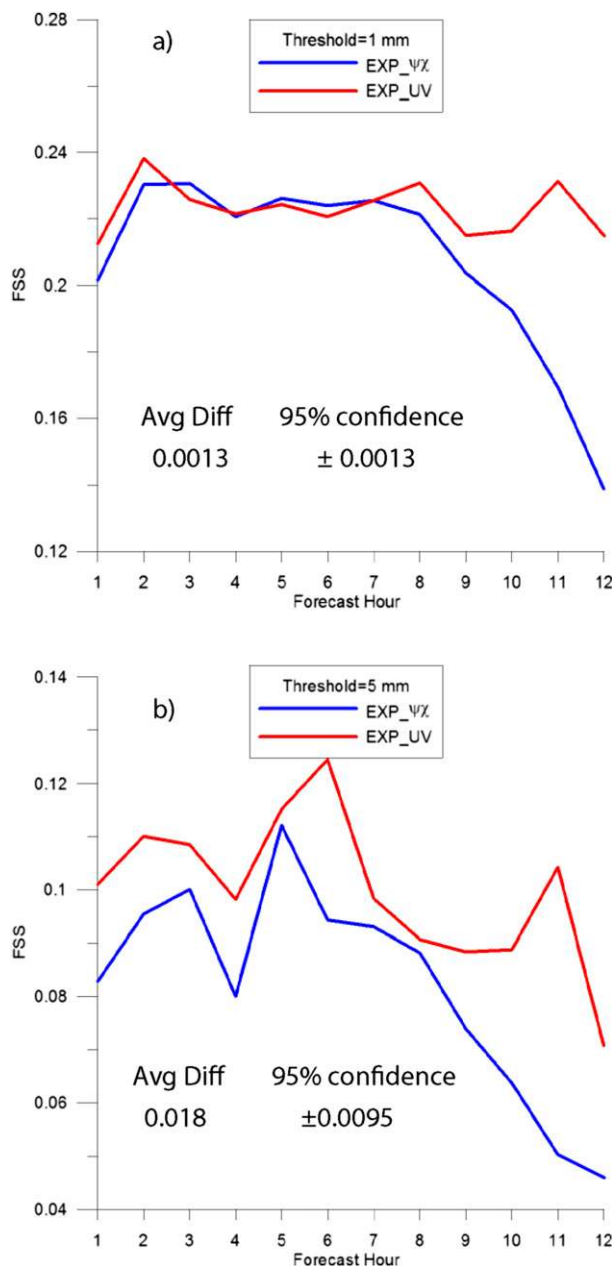 a)
Threshold=1 mm
EXP_ψχ
EXP_UV
0.28
0.24
0.2
0.16
0.12
FSS
Avg Diff 95% confidence
0.0013 ± 0.0013
1 2 3 4 5 6 7 8 9 10 11 12
Forecast Hour
b)
Threshold=5 mm
EXP_ψχ
EXP_UV
0.14
0.12
0.1
0.08
0.06
0.04
FSS
Avg Diff 95% confidence
0.018 ±0.0095
1 2 3 4 5 6 7 8 9 10 11 12
Forecast Hour